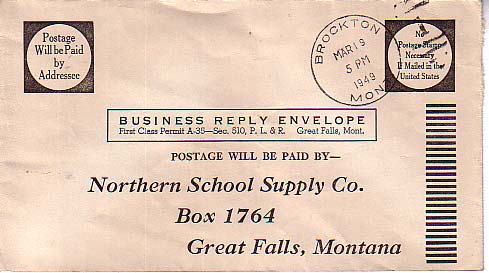 Postage
Will be Paid
by
Addressee
BROCKTON
MAR 19
5 PM
1949
MONT
No
Postage Stamp
Necessary
If Mailed in the
United States
BUSINESS REPLY ENVELOPE
First Class Permit A-35—Sec. 510, P. L. & R. Great Falls, Mont.
POSTAGE WILL BE PAID BY—
Northern School Supply Co.
Box 1764
Great Falls, Montana